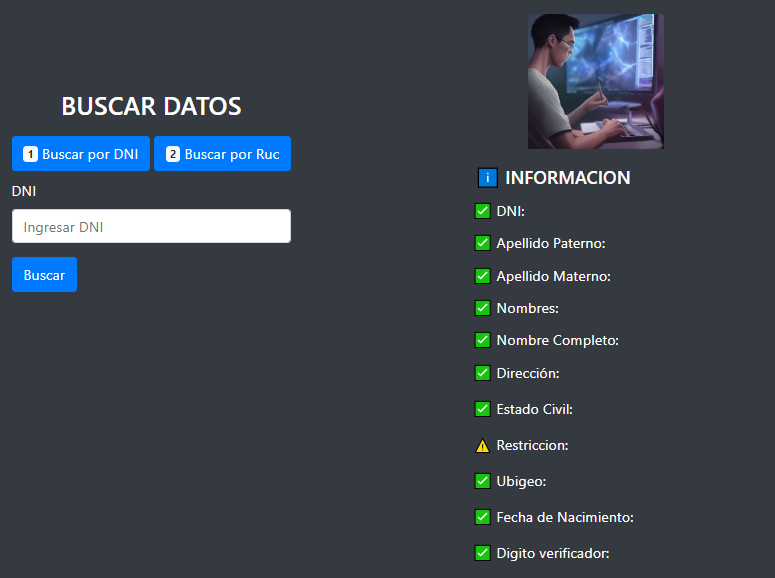 BUSCAR DATOS
1 Buscar por DNI
2 Buscar por Ruc
DNI
Ingresar DNI
Buscar
i INFORMACION
✅ DNI:
✅ Apellido Paterno:
✅ Apellido Materno:
✅ Nombres:
✅ Nombre Completo:
✅ Dirección:
✅ Estado Civil:
⚠ Restriccion:
✅ Ubigeo:
✅ Fecha de Nacimiento:
✅ Digito verificador: